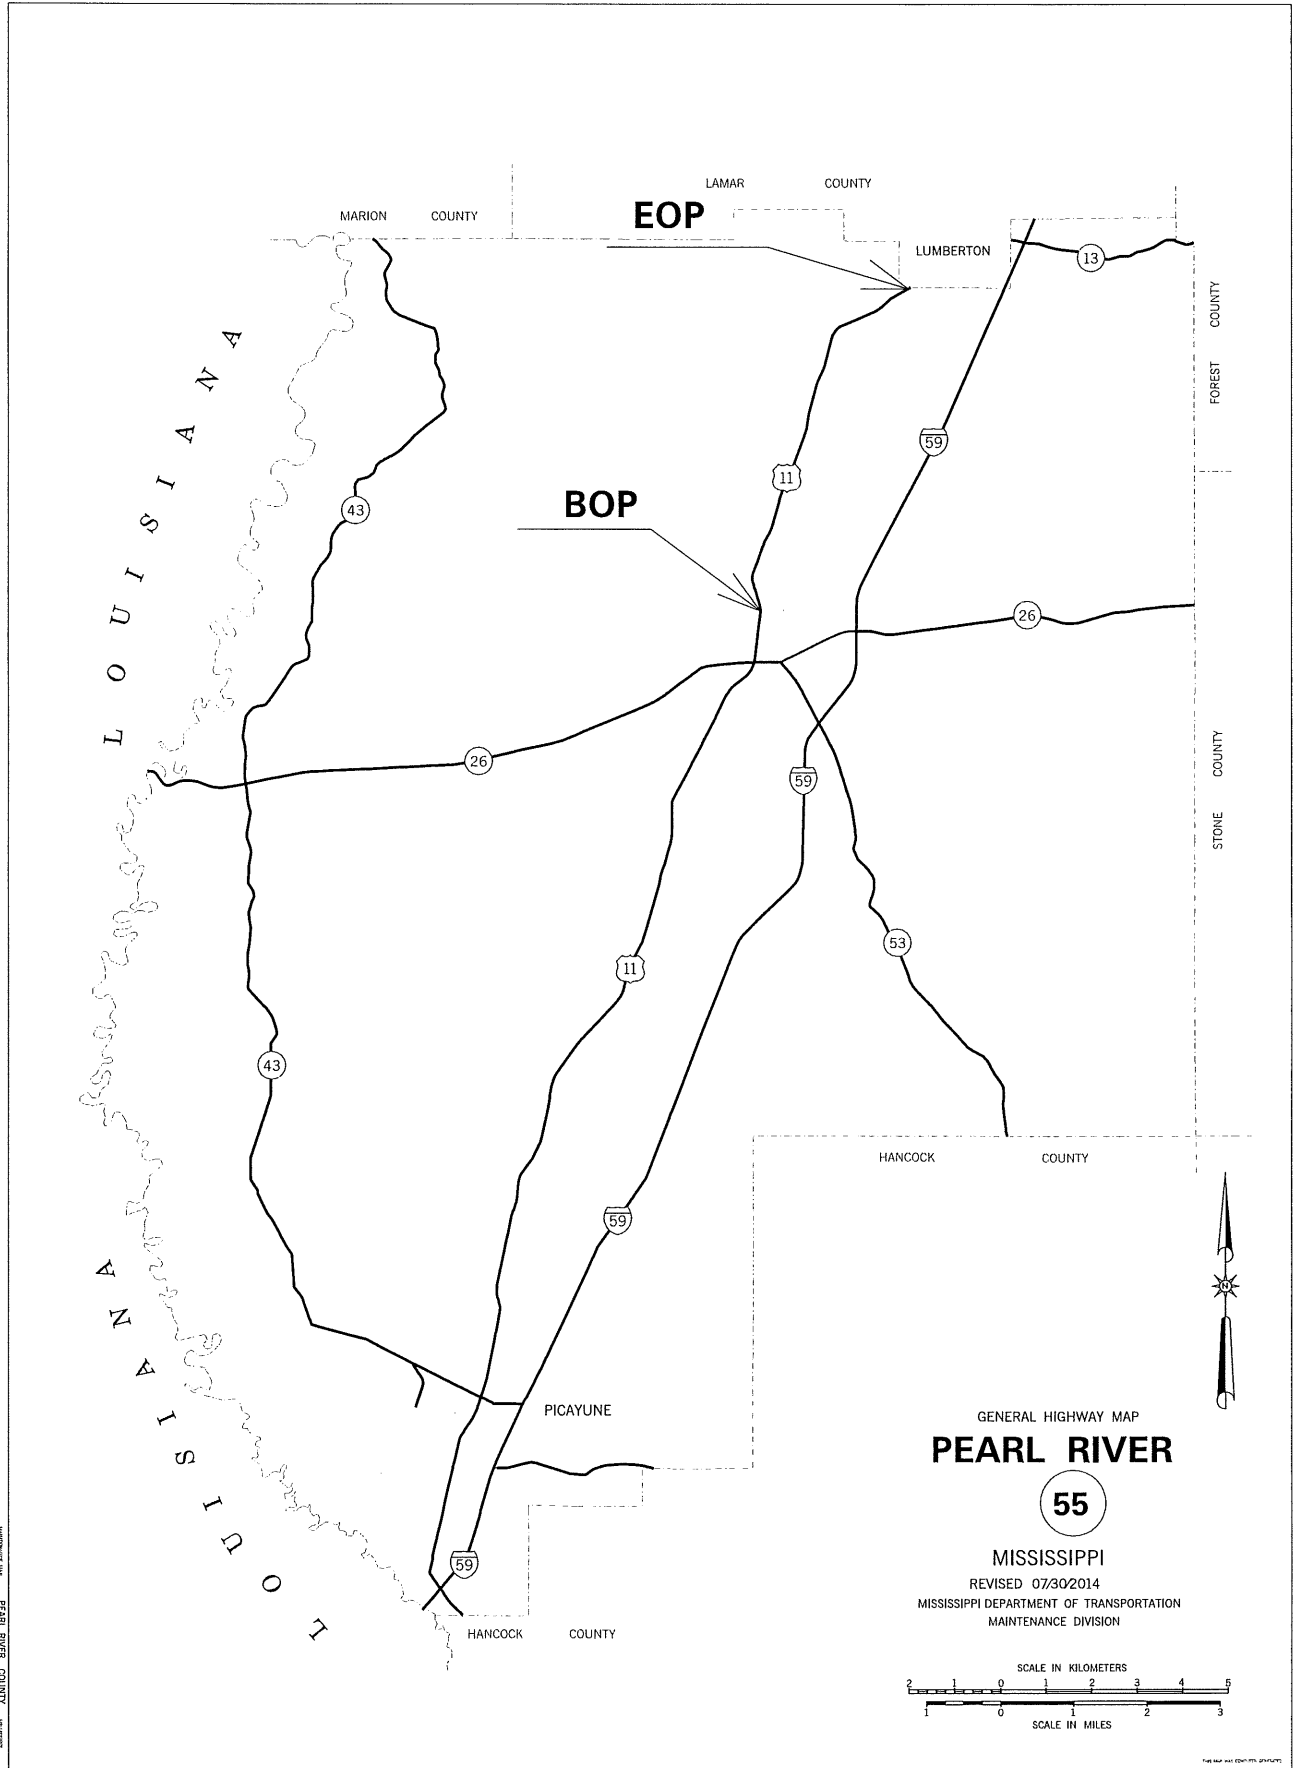 LAMAR COUNTY
MARION COUNTY
EOP
LUMBERTON
13
FOREST COUNTY
LOUISIANA
59
11
BOP
43
26
26
STONE COUNTY
59
53
11
43
HANCOCK COUNTY
59
N
LOUISIANA
PICAYUNE
GENERAL HIGHWAY MAP
PEARL RIVER
55
MISSISSIPPI
REVISED 07/30/2014
MISSISSIPPI DEPARTMENT OF TRANSPORTATION
MAINTENANCE DIVISION
59
HANCOCK COUNTY
SCALE IN KILOMETERS
2 1 0 1 2 3 4 5
1 0 1 2 3
SCALE IN MILES
PEARL RIVER COUNTY